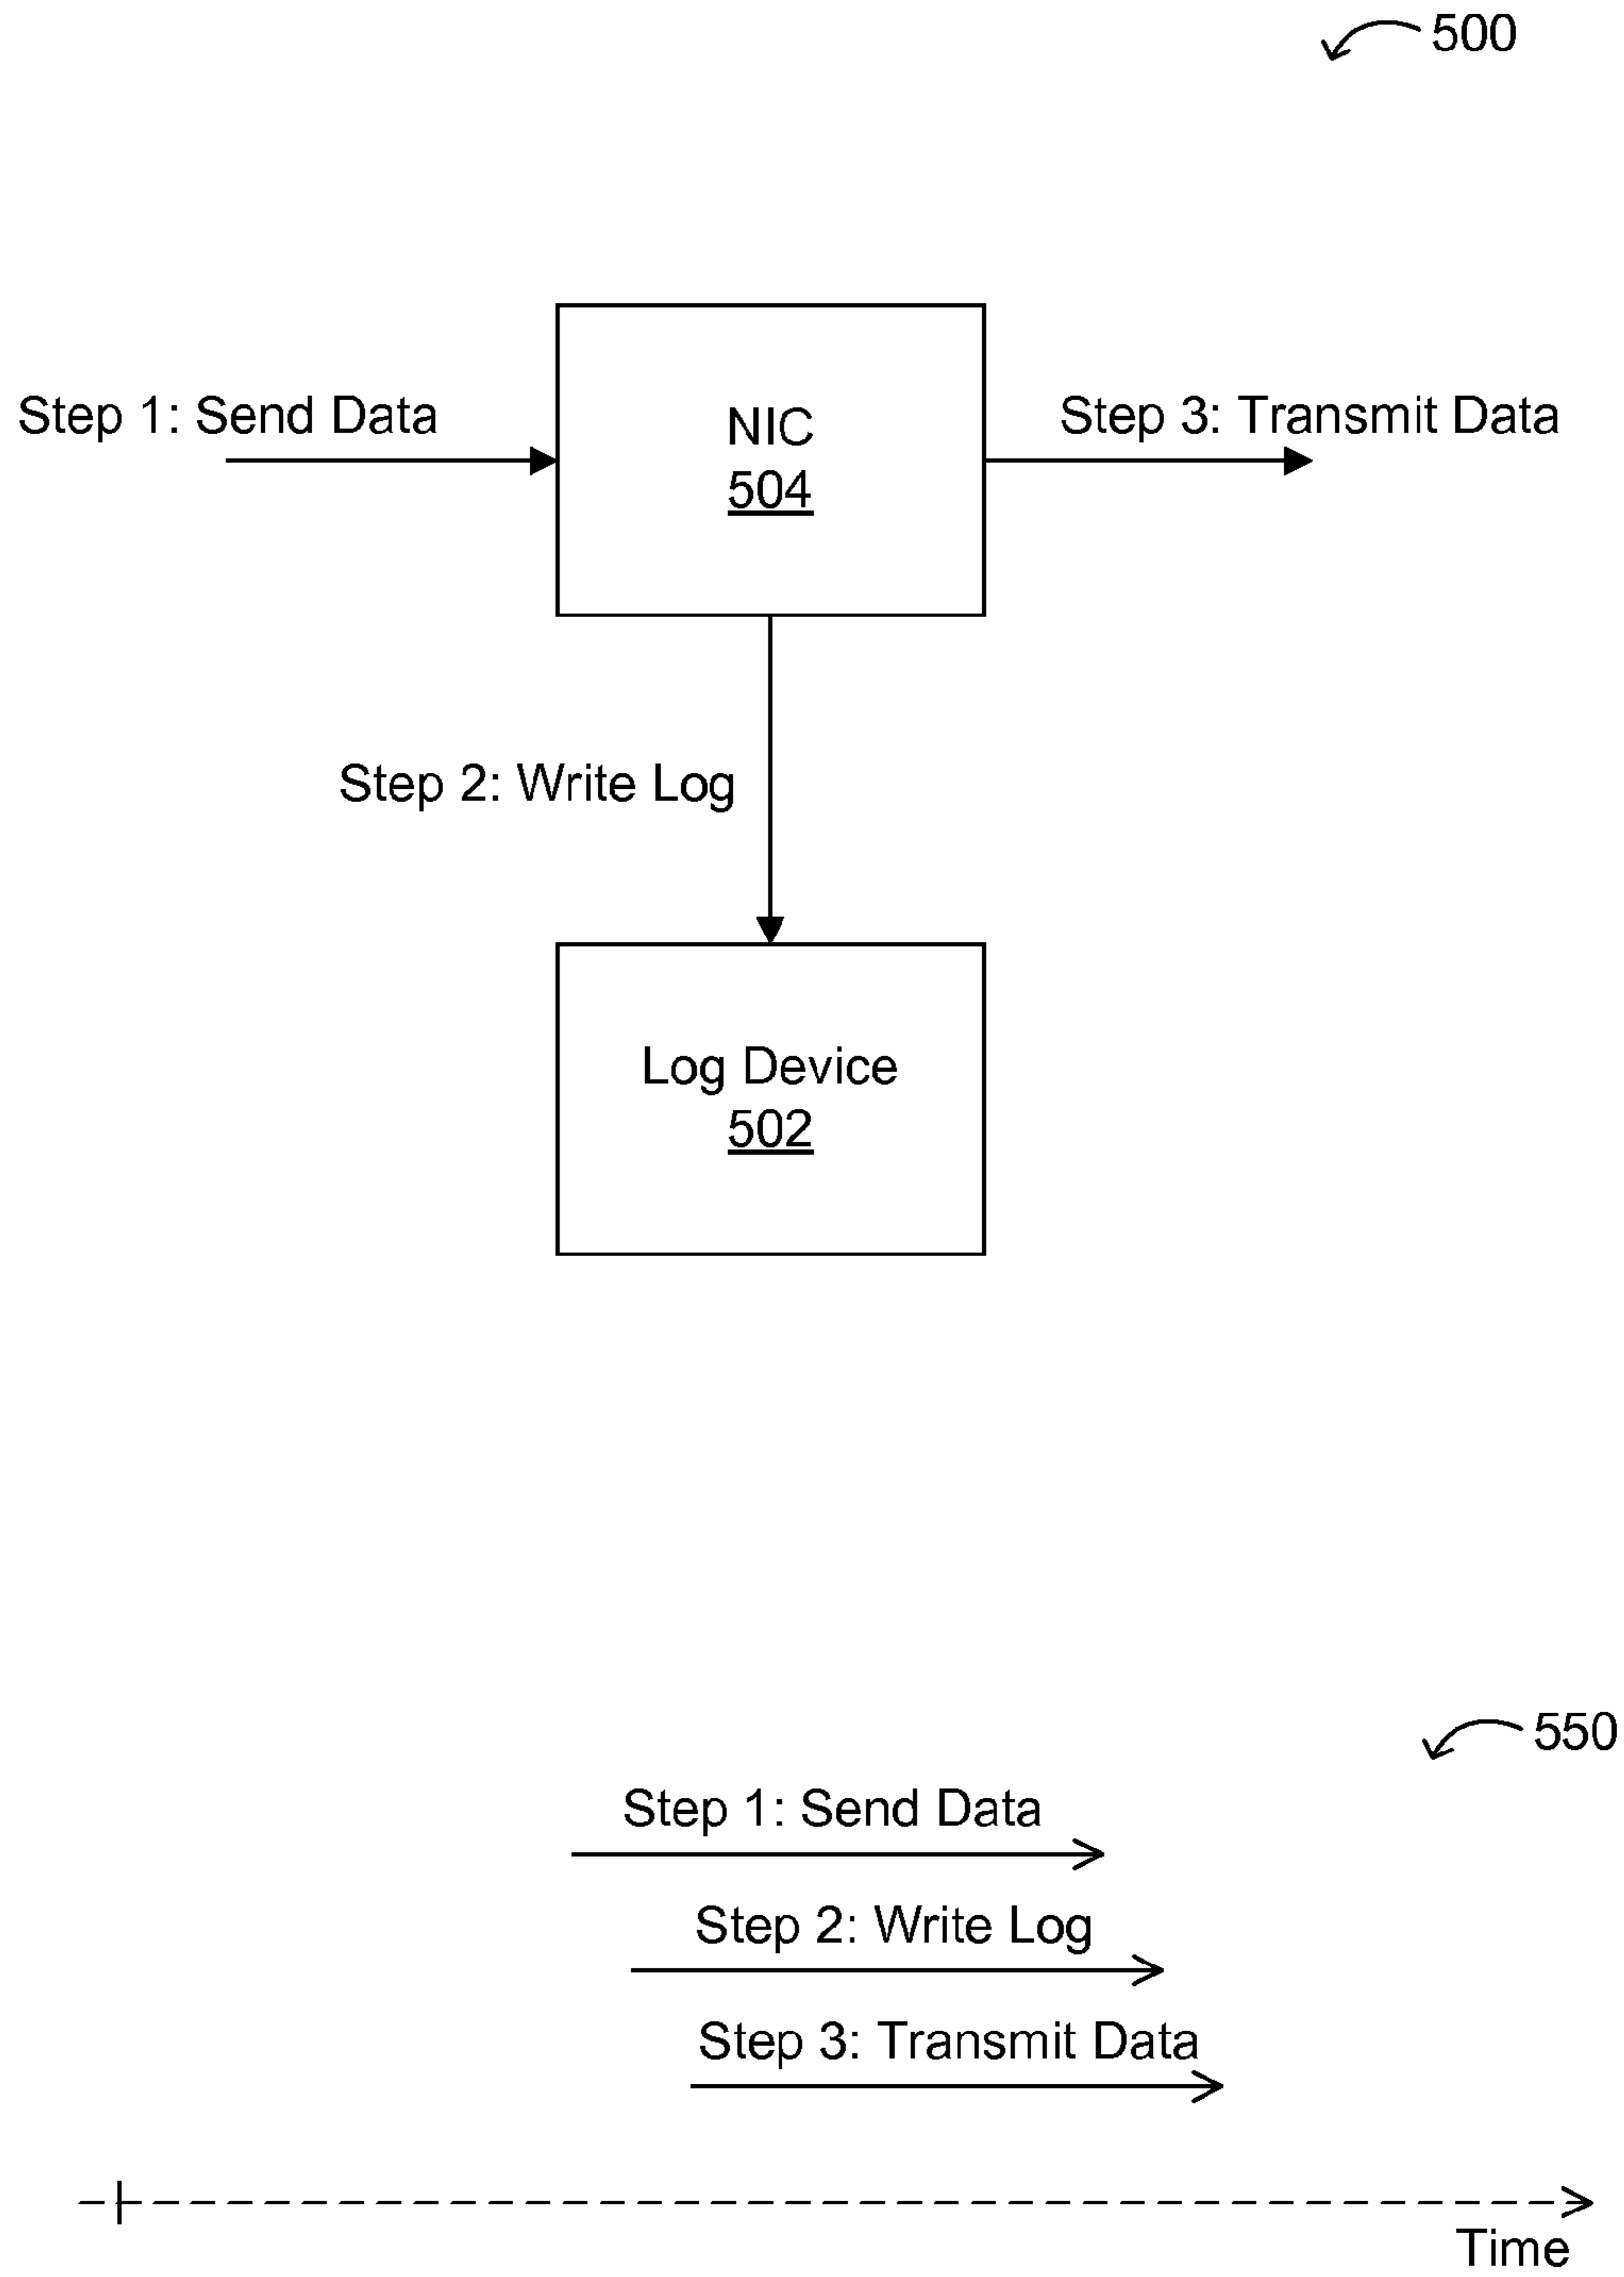 500
Step 1: Send Data
NIC
504
Step 3: Transmit Data
Step 2: Write Log
Log Device
502
550
Step 1: Send Data
Step 2: Write Log
Step 3: Transmit Data
Time